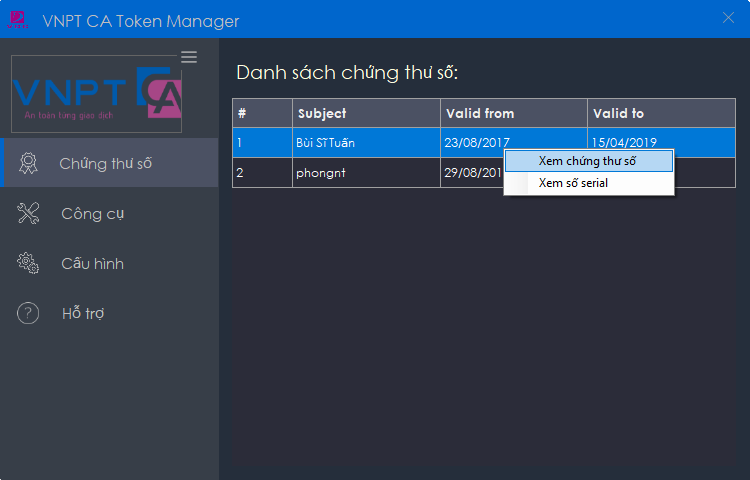 VNPT CA Token Manager
VNPT CA
An toàn từng giao dịch
Danh sách chứng thư số:
# Subject Valid from Valid to
1 Bùi Sĩ Tuấn 23/08/2017 15/04/2019
2 phongnt 29/08/201
Xem chứng thư số
Xem số serial
Chứng thư số
Công cụ
Cấu hình
Hỗ trợ